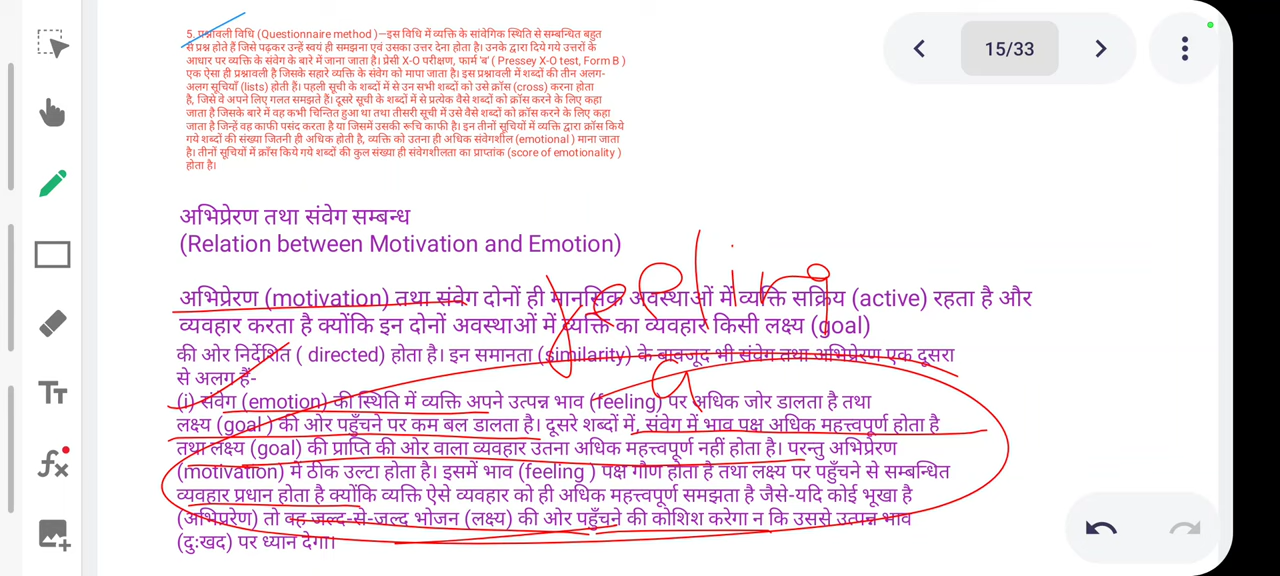 5. प्रश्नावली विधि (Questionnaire method )—इस विधि में व्यक्ति के सांवेगिक स्थिति से सम्बन्धित बहुत
से प्रश्न होते हैं जिसे पढ़कर उन्हें स्वयं ही समझना एवं उसका उत्तर देना होता है। उनके द्वारा दिये गये उत्तरों के
आधार पर व्यक्ति के संवेग के बारे में जाना जाता है। प्रेसी X-O परीक्षण, फार्म 'ब' ( Pressey X-O test, Form B )
एक ऐसा ही प्रश्नावली है जिसके सहारे व्यक्ति के संवेग को मापा जाता है। इस प्रश्नावली में शब्दों की तीन अलग-
अलग सूचियाँ (lists) होती हैं। पहली सूची के शब्दों में से उन सभी शब्दों को उसे क्रॉस (cross) करना होता
है, जिसे वे अपने लिए गलत समझते हैं। दूसरे सूची के शब्दों में से प्रत्येक वैसे शब्दों को क्रॉस करने के लिए कहा
जाता है जिसके बारे में वह कभी चिन्तित हुआ था तथा तीसरी सूची में उसे वैसे शब्दों को क्रॉस करने के लिए कहा
जाता है जिन्हें वह काफी पसंद करता है या जिसमें उसकी रूचि काफी है। इन तीनों सूचियों में व्यक्ति द्वारा क्रॉस किये
गये शब्दों की संख्या जितनी ही अधिक होती है, व्यक्ति को उतना ही अधिक संवेगशील (emotional ) माना जाता
है। तीनों सूचियों में क्रॉस किये गये शब्दों की कुल संख्या ही संवेगशीलता का प्राप्तांक (score of emotionality )
होता है।
15/33
अभिप्रेरण तथा संवेग सम्बन्ध
(Relation between Motivation and Emotion)
feeling
अभिप्रेरण (motivation) तथा संवेग दोनों ही मानसिक अवस्थाओं में व्यक्ति सक्रिय (active) रहता है और
व्यवहार करता है क्योंकि इन दोनों अवस्थाओं में व्यक्ति का व्यवहार किसी लक्ष्य (goal)
की ओर निर्देशित ( directed) होता है। इन समानता (similarity) के बावजूद भी संवेग तथा अभिप्रेरण एक दूसरा
से अलग हैं-
a
(i) संवेग (emotion) की स्थिति में व्यक्ति अपने उत्पन्न भाव (feeling) पर अधिक जोर डालता है तथा
लक्ष्य (goal ) की ओर पहुँचने पर कम बल डालता है। दूसरे शब्दों में, संवेग में भाव पक्ष अधिक महत्त्वपूर्ण होता है
तथा लक्ष्य (goal) की प्राप्ति की ओर वाला व्यवहार उतना अधिक महत्त्वपूर्ण नहीं होता है। परन्तु अभिप्रेरण
(motivation) में ठीक उल्टा होता है। इसमें भाव (feeling ) पक्ष गौण होता है तथा लक्ष्य पर पहुँचने से सम्बन्धित
व्यवहार प्रधान होता है क्योंकि व्यक्ति ऐसे व्यवहार को ही अधिक महत्त्वपूर्ण समझता है जैसे-यदि कोई भूखा है
(अभिप्ररेण) तो वह जल्द-से-जल्द भोजन (लक्ष्य) की ओर पहुँचने की कोशिश करेगा न कि उससे उत्पन्न भाव
(दुःखद) पर ध्यान देगा।
Tт
fx